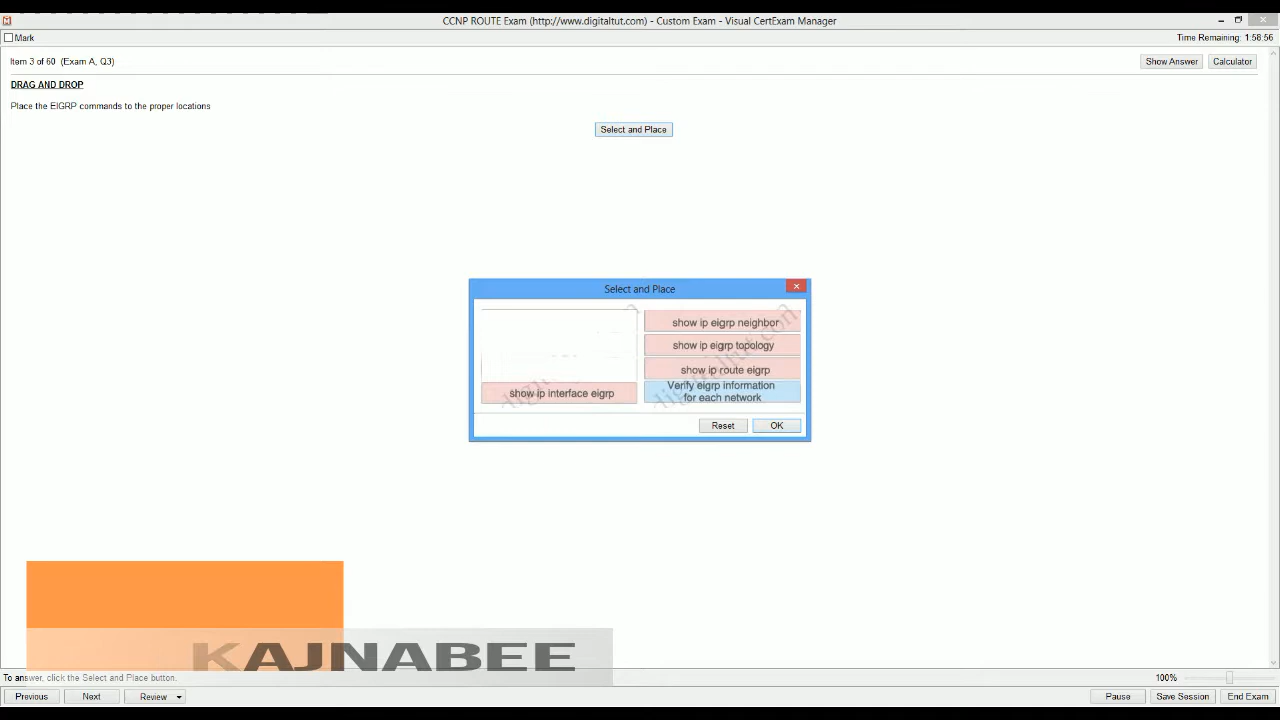 CCNP ROUTE Exam (http://www.digitaltut.com) - Custom Exam - Visual CertExam Manager
Mark
Time Remaining: 1:58:56
Item 3 of 60 (Exam A, Q3)
Show Answer
Calculator
DRAG AND DROP
Place the EIGRP commands to the proper locations
Select and Place
Select and Place
show ip eigrp neighbor
show ip eigrp topology
show ip route eigrp
show ip interface eigrp
Verify eigrp information
for each network
Reset
OK
KAJNABEE
To answer, click the Select and Place button.
100%
Previous
Next
Review
Pause
Save Session
End Exam